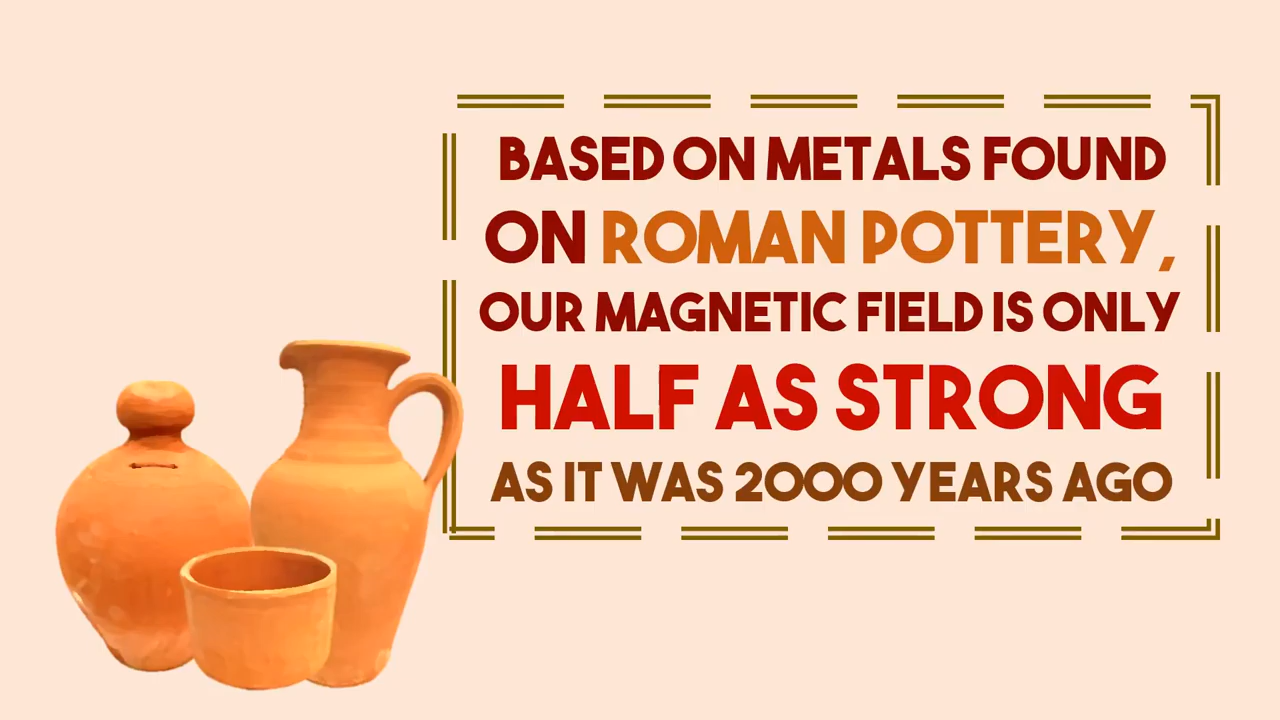 BASED ON METALS FOUND
ON ROMAN POTTERY,
OUR MAGNETIC FIELD IS ONLY
HALF AS STRONG
AS IT WAS 2000 YEARS AGO